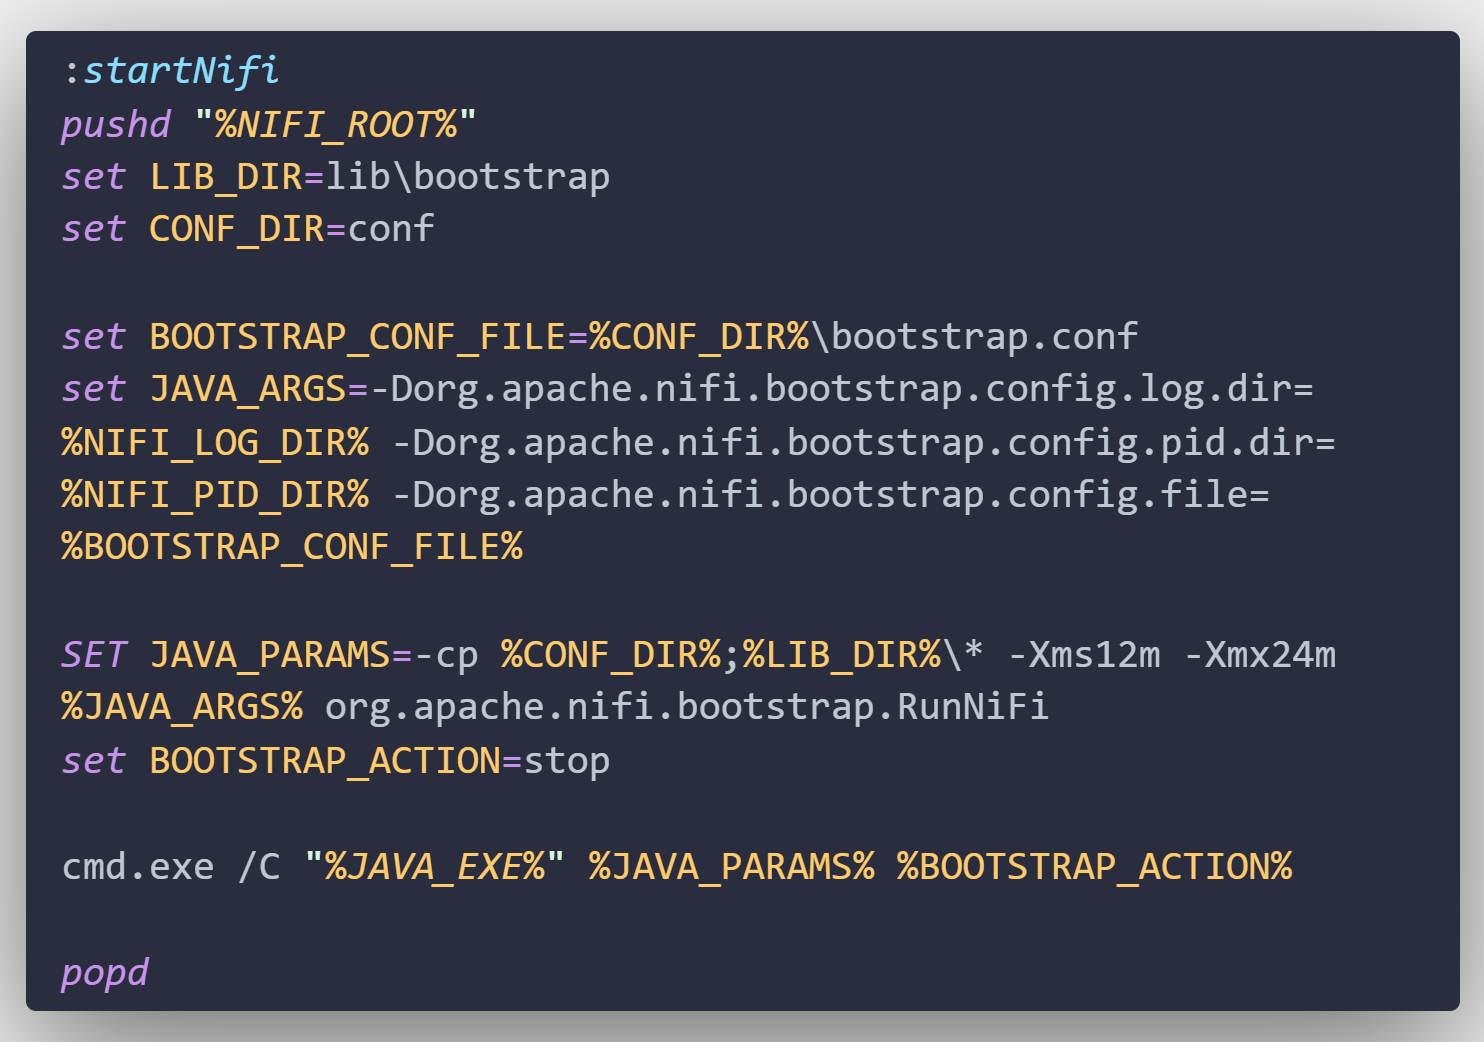 :startNifi
pushd "%NIFI_ROOT%"
set LIB_DIR=lib\bootstrap
set CONF_DIR=conf
set BOOTSTRAP_CONF_FILE=%CONF_DIR%\bootstrap.conf
set JAVA_ARGS=-Dorg.apache.nifi.bootstrap.config.log.dir=
%NIFI_LOG_DIR% -Dorg.apache.nifi.bootstrap.config.pid.dir=
%NIFI_PID_DIR% -Dorg.apache.nifi.bootstrap.config.file=
%BOOTSTRAP_CONF_FILE%
SET JAVA_PARAMS=-cp %CONF_DIR%;%LIB_DIR%\* -Xms12m -Xmx24m
%JAVA_ARGS% org.apache.nifi.bootstrap.RunNiFi
set BOOTSTRAP_ACTION=stop
cmd.exe /C "%JAVA_EXE%" %JAVA_PARAMS% %BOOTSTRAP_ACTION%
popd